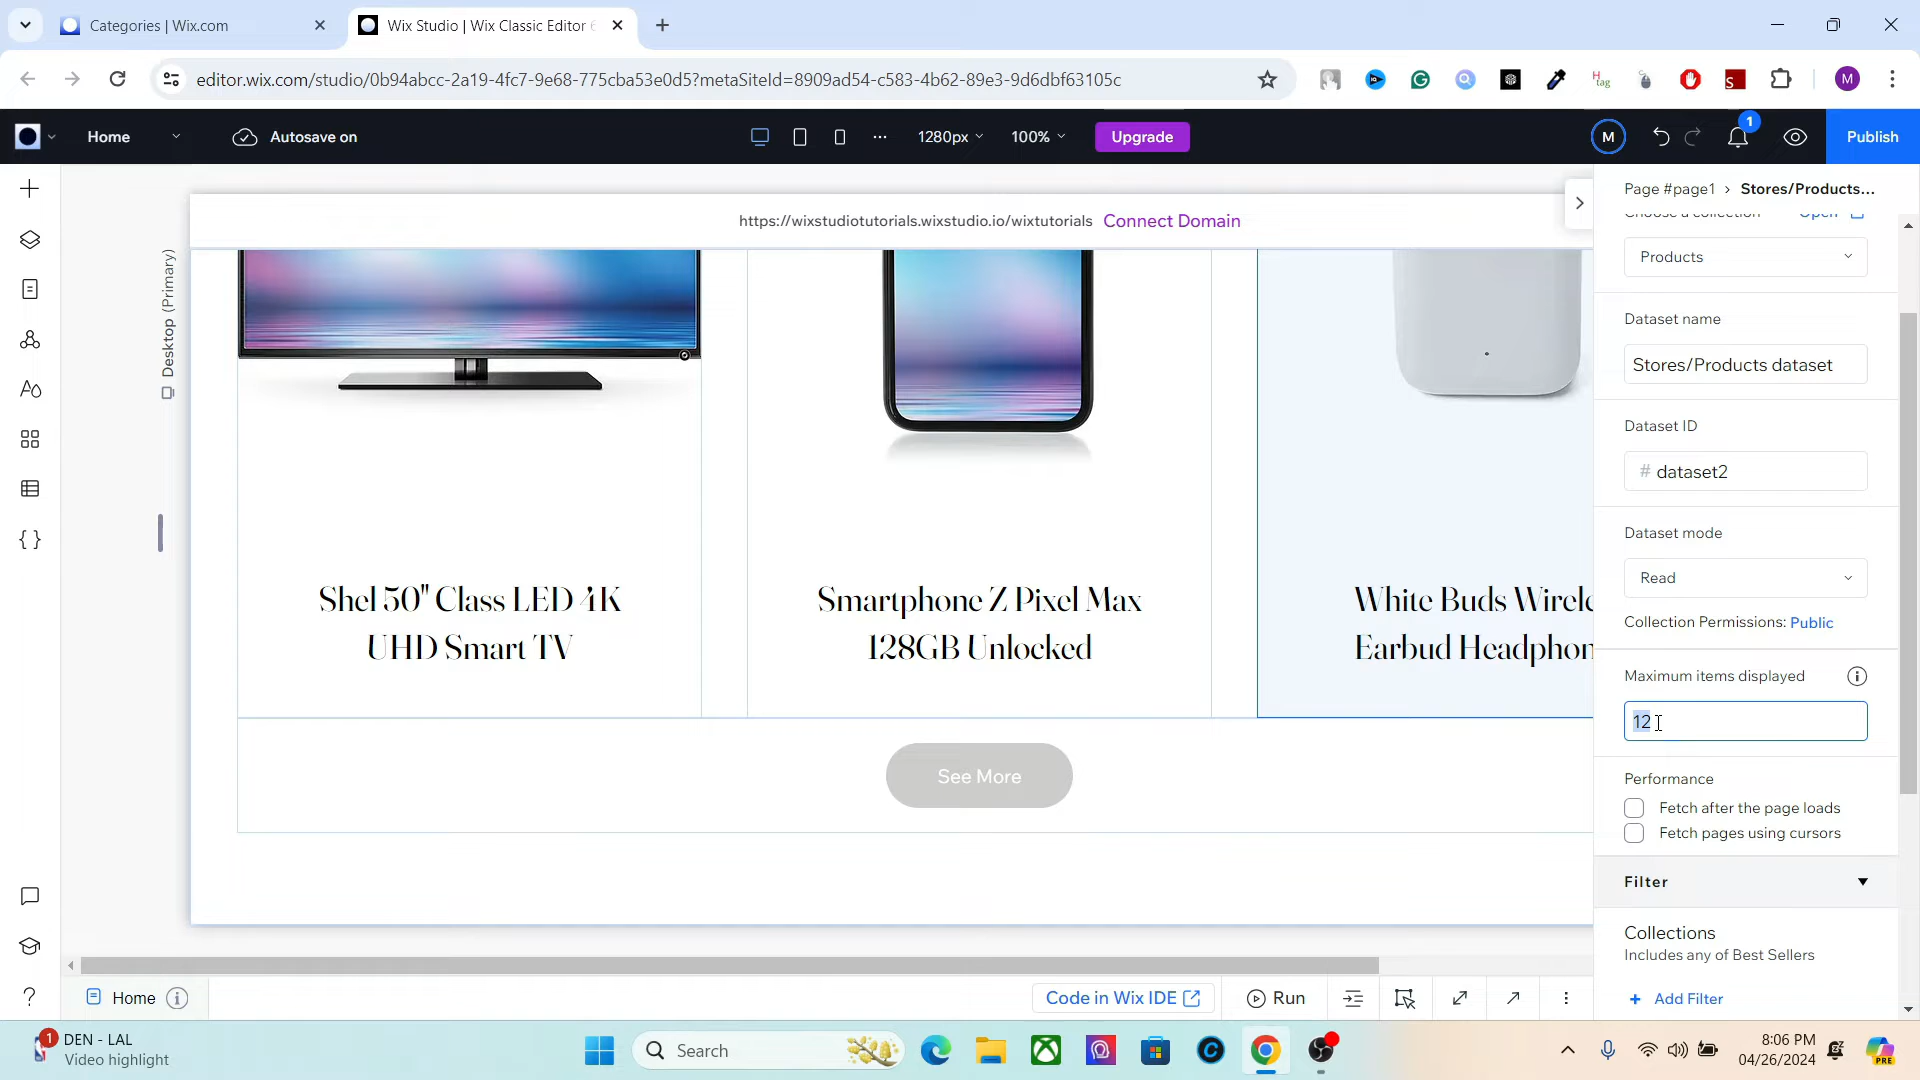 Categories | Wix.com
Wix Studio | Wix Classic Editor
editor.wix.com/studio/0b94abcc-2a19-4fc7-9e68-775cba53e0d5?metaSiteId=8909ad54-c583-4b62-89e3-9d6dbf63105c
M
Home
Autosave on
1280px
100%
Upgrade
M
1
Publish
Desktop (Primary)
https://wixstudiotutorials.wixstudio.io/wixtutorials Connect Domain
Page #page1 > Stores/Products...
Choose a collection Open
Products
Dataset name
Stores/Products dataset
Dataset ID
# dataset2
Dataset mode
Read
Collection Permissions: Public
Maximum items displayed
12
Performance
Fetch after the page loads
Fetch pages using cursors
Filter
Collections
Includes any of Best Sellers
+ Add Filter
Shel 50" Class LED 4K
UHD Smart TV
Smartphone Z Pixel Max
128GB Unlocked
White Buds Wirele
Earbud Headphon
See More
Home
Code in Wix IDE
Run
1
DEN - LAL
Video highlight
Search
8:06 PM
04/26/2024
PRE